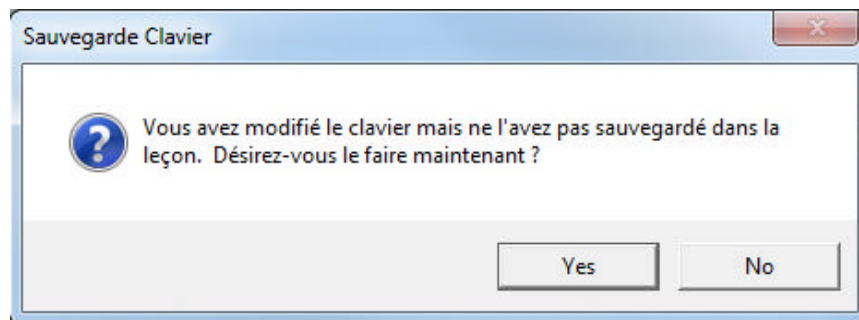 Sauvegarde Clavier
Vous avez modifié le clavier mais ne l'avez pas sauvegardé dans la
leçon.  Désirez-vous le faire maintenant ?
Yes
No